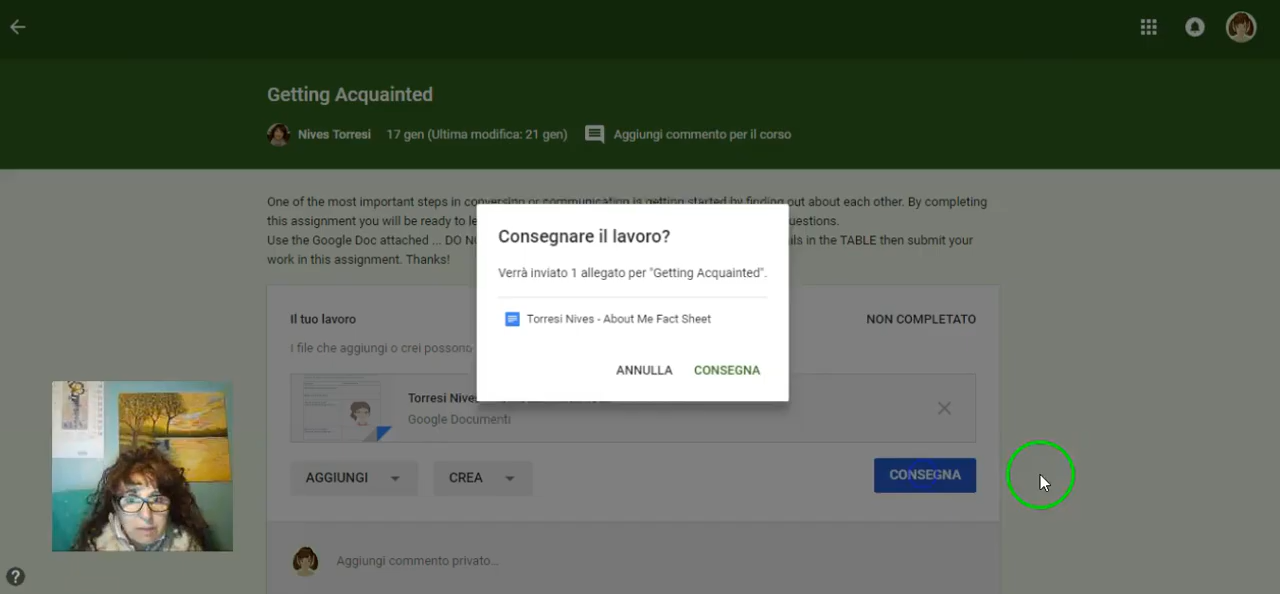 Getting Acquainted
Nives Torresi 17 gen (Ultima modifica: 21 gen) Aggiungi commento per il corso
One of the most important steps in conversing or communication is getting started by finding out about each other. By completing
this assignment you will be ready to uestions.
Use the Google Doc attached ... DO ails in the TABLE then submit your
work in this assignment. Thanks!
Consegnare il lavoro?
Verrà inviato 1 allegato per "Getting Acquainted".
Torresi Nives - About Me Fact Sheet
ANNULLA CONSEGNA
Il tuo lavoro NON COMPLETATO
I file che aggiungi o crei possono
Torresi Nives
Google Documenti
AGGIUNGI CREA CONSEGNA
Aggiungi commento privato...
?